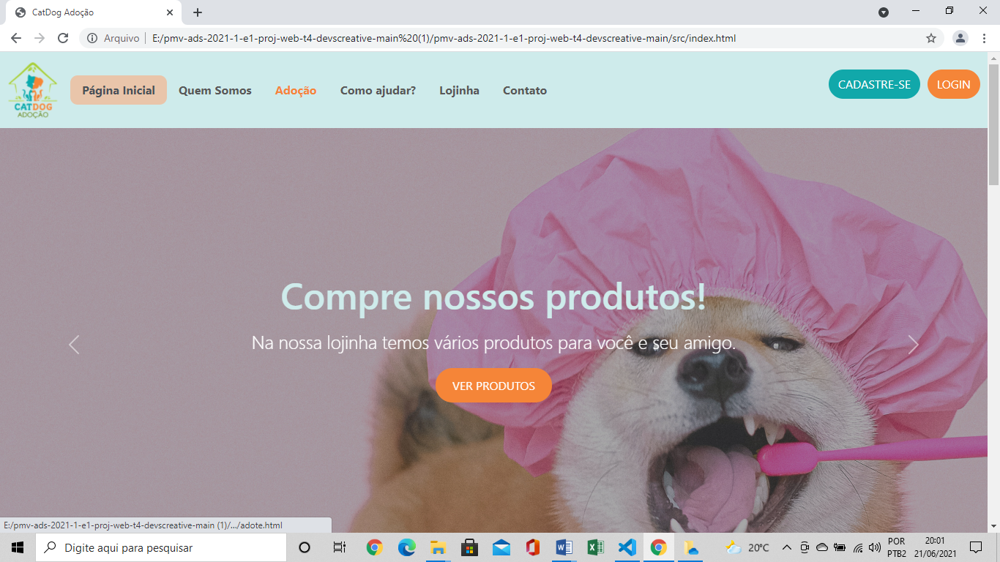 CatDog Adoção
Arquivo
E:/pmv-ads-2021-1-e1-proj-web-t4-devscreative-main%20(1)/pmv-ads-2021-1-e1-proj-web-t4-devscreative-main/src/index.html
CATDOG
ADOÇÃO
Página Inicial
Quem Somos
Adoção
Como ajudar?
Lojinha
Contato
CADASTRE-SE
LOGIN
Compre nossos produtos!
Na nossa lojinha temos vários produtos para você e seu amigo.
VER PRODUTOS
E:/pmv-ads-2021-1-e1-proj-web-t4-devscreative-main (1)/.../adote.html
Digite aqui para pesquisar
20°C
POR
PTB2
20:01
21/06/2021